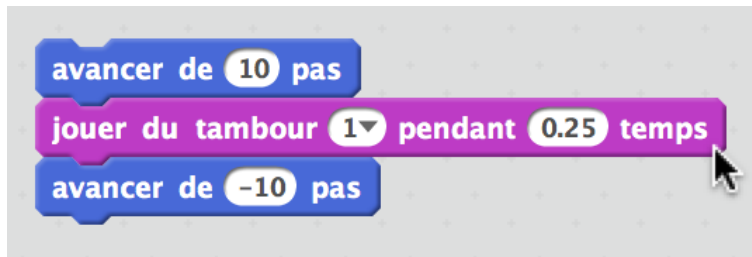 avancer de 10 pas
jouer du tambour 1 pendant 0.25 temps
avancer de -10 pas